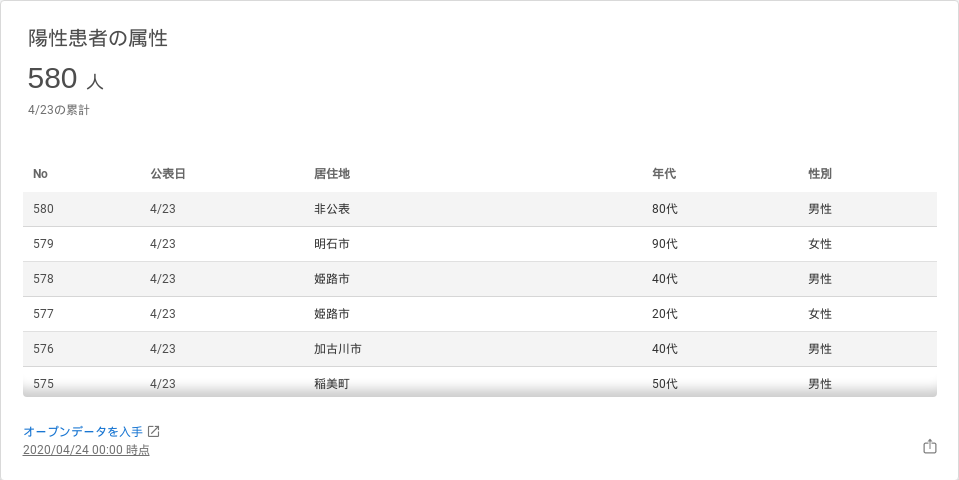 陽性患者の属性
580 人
4/23の累計
No 公表日 居住地 年代 性別
580 4/23 非公表 80代 男性
579 4/23 明石市 90代 女性
578 4/23 姫路市 40代 男性
577 4/23 姫路市 20代 女性
576 4/23 加古川市 40代 男性
575 4/23 稲美町 50代 男性
オープンデータを入手
2020/04/24 00:00 時点